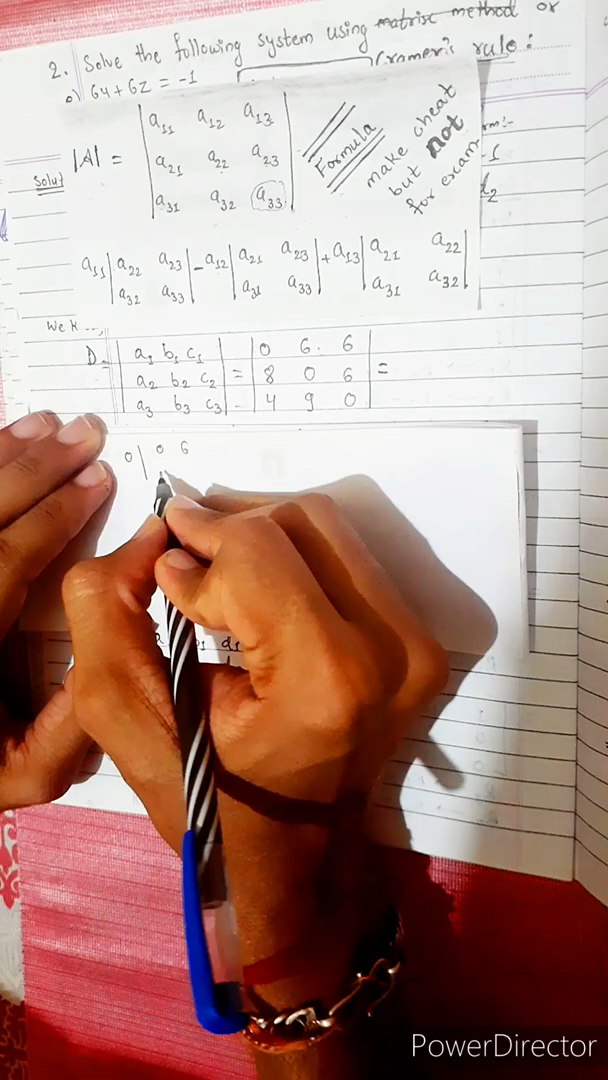 2. Solve the following system using matrix method or
Cramer's rule:
a) 6y + 6z = -1
|A| = | a11 a12 a13 |
| a21 a22 a23 |
| a31 a32 a33 |
Formula
make cheat
but not
for exam
Solut
a11 | a22 a23 | - a12 | a21 a23 | + a13 | a21 a22 |
| a32 a33 | | a31 a33 | | a31 a32 |
We k
D = | a1 b1 c1 | = | 0 6 6 | =
| a2 b2 c2 | | 8 0 6 |
| a3 b3 c3 | | 4 9 0 |
0 | 0 6
b1 d1
PowerDirector